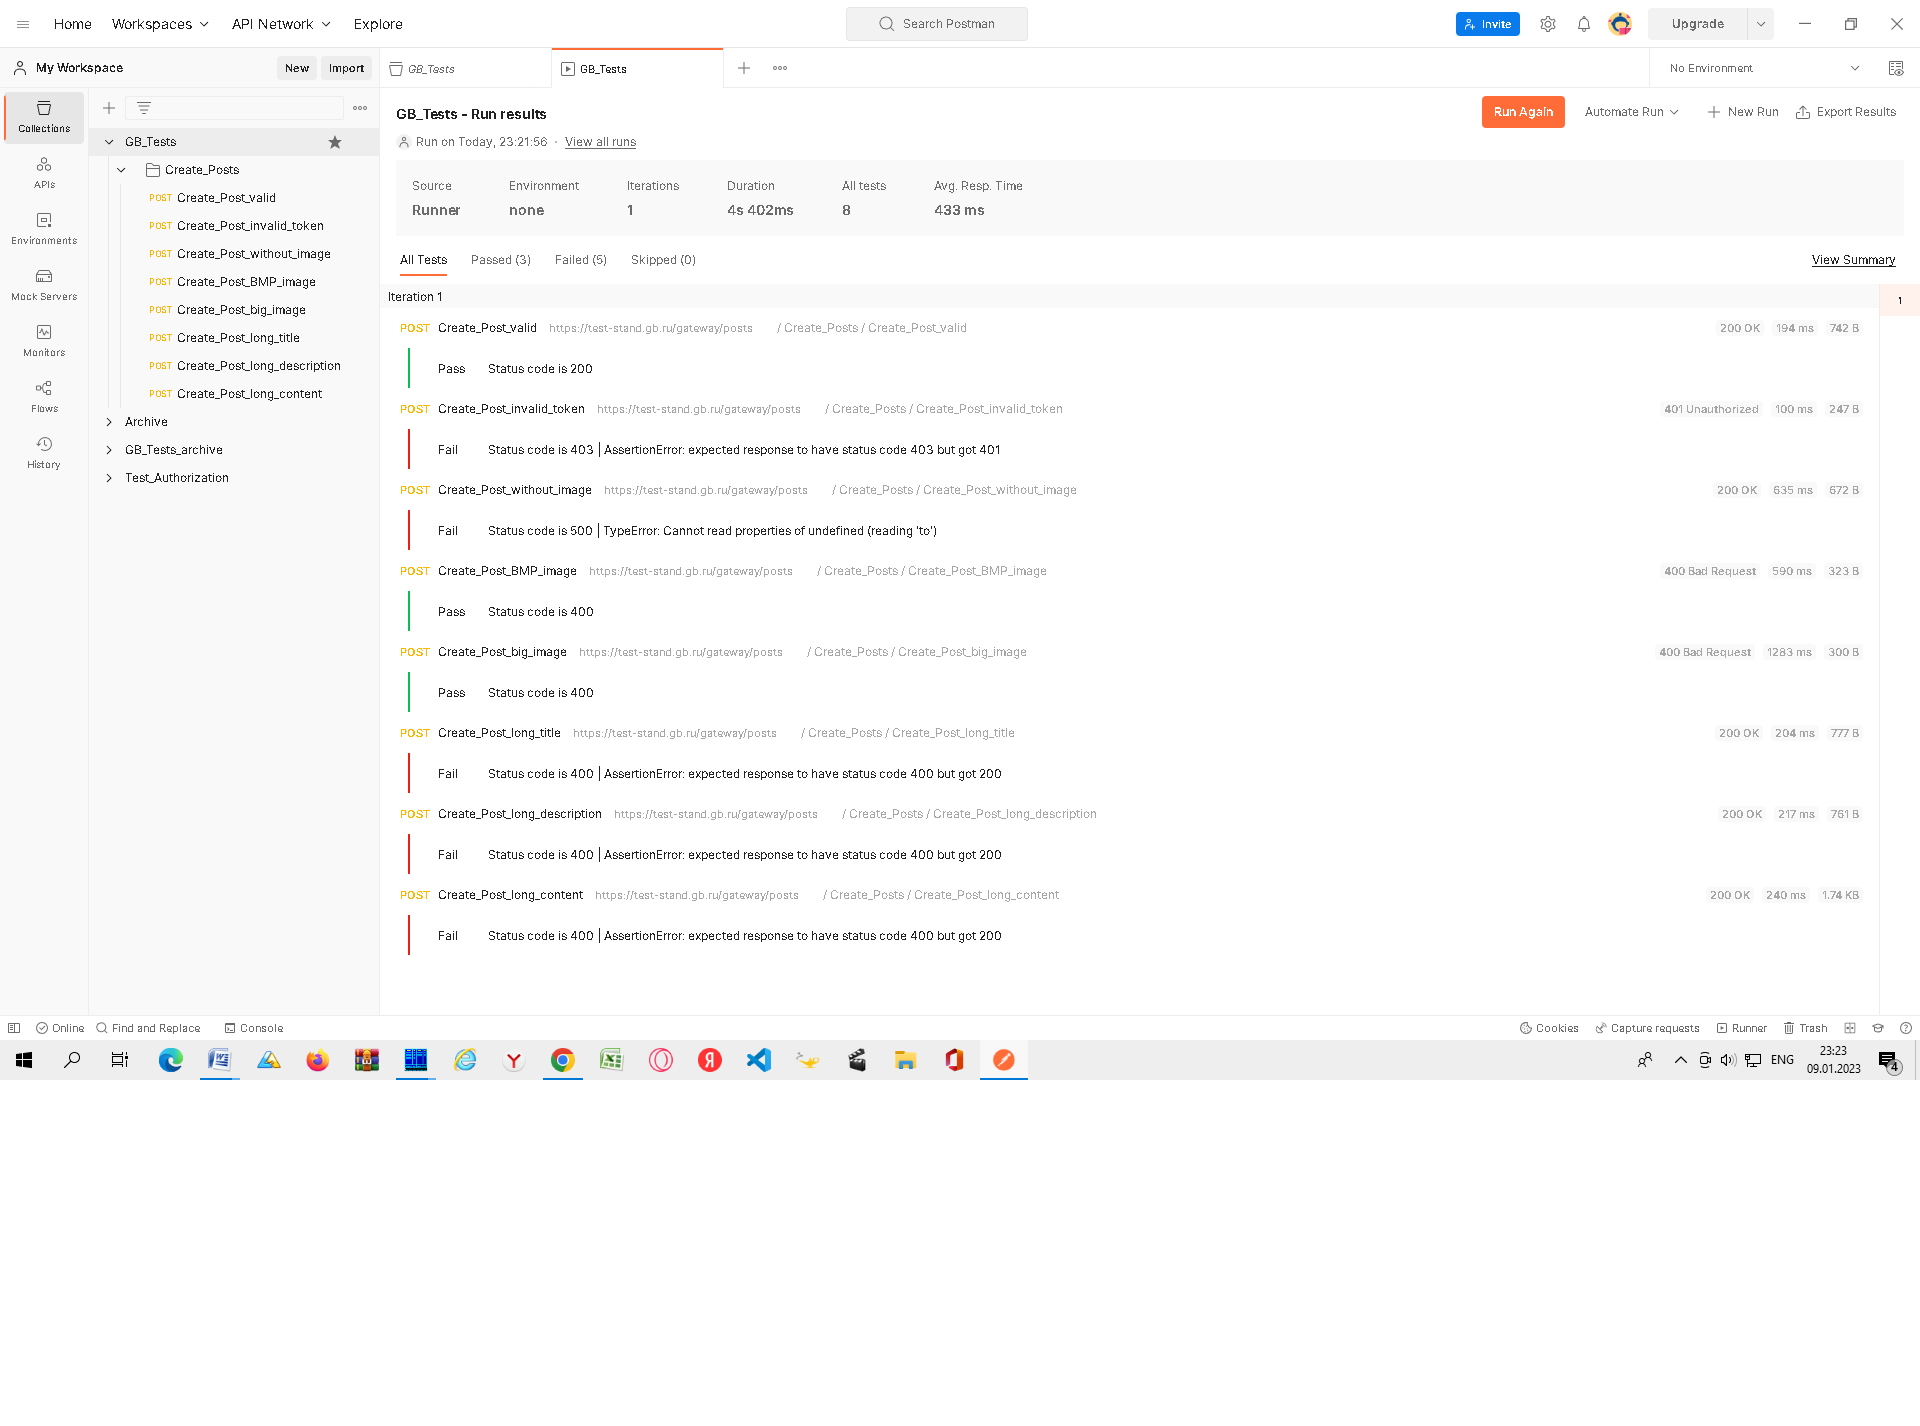 Home Workspaces API Network Explore Search Postman Invite Upgrade
My Workspace New Import GB_Tests GB_Tests No Environment
Collections
APIs
Environments
Mock Servers
Monitors
Flows
History
GB_Tests
Create_Posts
POST Create_Post_valid
POST Create_Post_invalid_token
POST Create_Post_without_image
POST Create_Post_BMP_image
POST Create_Post_big_image
POST Create_Post_long_title
POST Create_Post_long_description
POST Create_Post_long_content
Archive
GB_Tests_archive
Test_Authorization
GB_Tests - Run results Run Again Automate Run New Run Export Results
Run on Today, 23:21:56 · View all runs
Source Environment Iterations Duration All tests Avg. Resp. Time
Runner none 1 4s 402ms 8 433 ms
All Tests Passed (3) Failed (5) Skipped (0) View Summary
Iteration 1 1
POST Create_Post_valid https://test-stand.gb.ru/gateway/posts / Create_Posts / Create_Post_valid 200 OK 194 ms 742 B
Pass Status code is 200
POST Create_Post_invalid_token https://test-stand.gb.ru/gateway/posts / Create_Posts / Create_Post_invalid_token 401 Unauthorized 100 ms 247 B
Fail Status code is 403 | AssertionError: expected response to have status code 403 but got 401
POST Create_Post_without_image https://test-stand.gb.ru/gateway/posts / Create_Posts / Create_Post_without_image 200 OK 635 ms 672 B
Fail Status code is 500 | TypeError: Cannot read properties of undefined (reading 'to')
POST Create_Post_BMP_image https://test-stand.gb.ru/gateway/posts / Create_Posts / Create_Post_BMP_image 400 Bad Request 590 ms 323 B
Pass Status code is 400
POST Create_Post_big_image https://test-stand.gb.ru/gateway/posts / Create_Posts / Create_Post_big_image 400 Bad Request 1283 ms 300 B
Pass Status code is 400
POST Create_Post_long_title https://test-stand.gb.ru/gateway/posts / Create_Posts / Create_Post_long_title 200 OK 204 ms 777 B
Fail Status code is 400 | AssertionError: expected response to have status code 400 but got 200
POST Create_Post_long_description https://test-stand.gb.ru/gateway/posts / Create_Posts / Create_Post_long_description 200 OK 217 ms 761 B
Fail Status code is 400 | AssertionError: expected response to have status code 400 but got 200
POST Create_Post_long_content https://test-stand.gb.ru/gateway/posts / Create_Posts / Create_Post_long_content 200 OK 240 ms 1.74 KB
Fail Status code is 400 | AssertionError: expected response to have status code 400 but got 200
Online Find and Replace Console Cookies Capture requests Runner Trash
ENG 23:23
09.01.2023 4